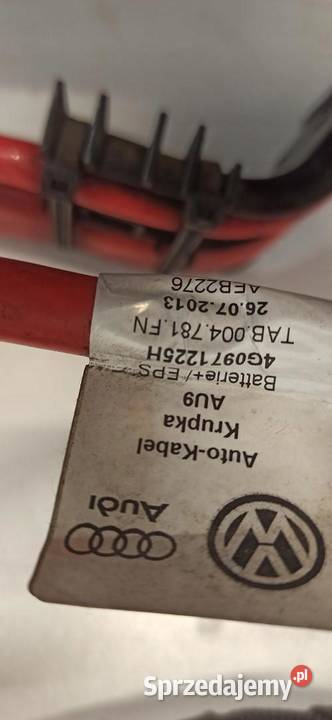 Audi
Auto-Kabel
Krupka
AU9
Batterie+/ EPS
4G0971225H
TAB.004.781.FN
26.07.2013
AEB2276
Sprzedajemy.pl